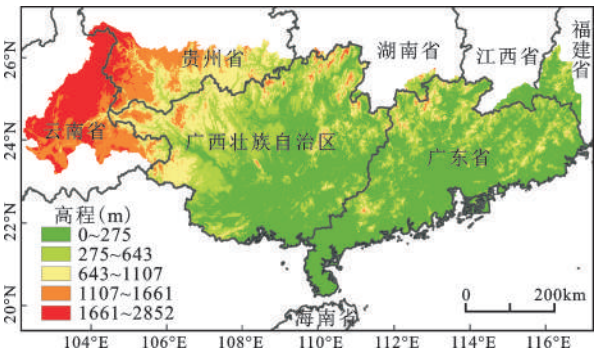 福建省
26°N
贵州省
湖南省
江西省
24°N
云南省
广西壮族自治区
广东省
22°N
高程(m)
0~275
275~643
643~1107
1107~1661
1661~2852
20°N
海南省
0
200km
104°E
106°E
108°E
110°E
112°E
114°E
116°E